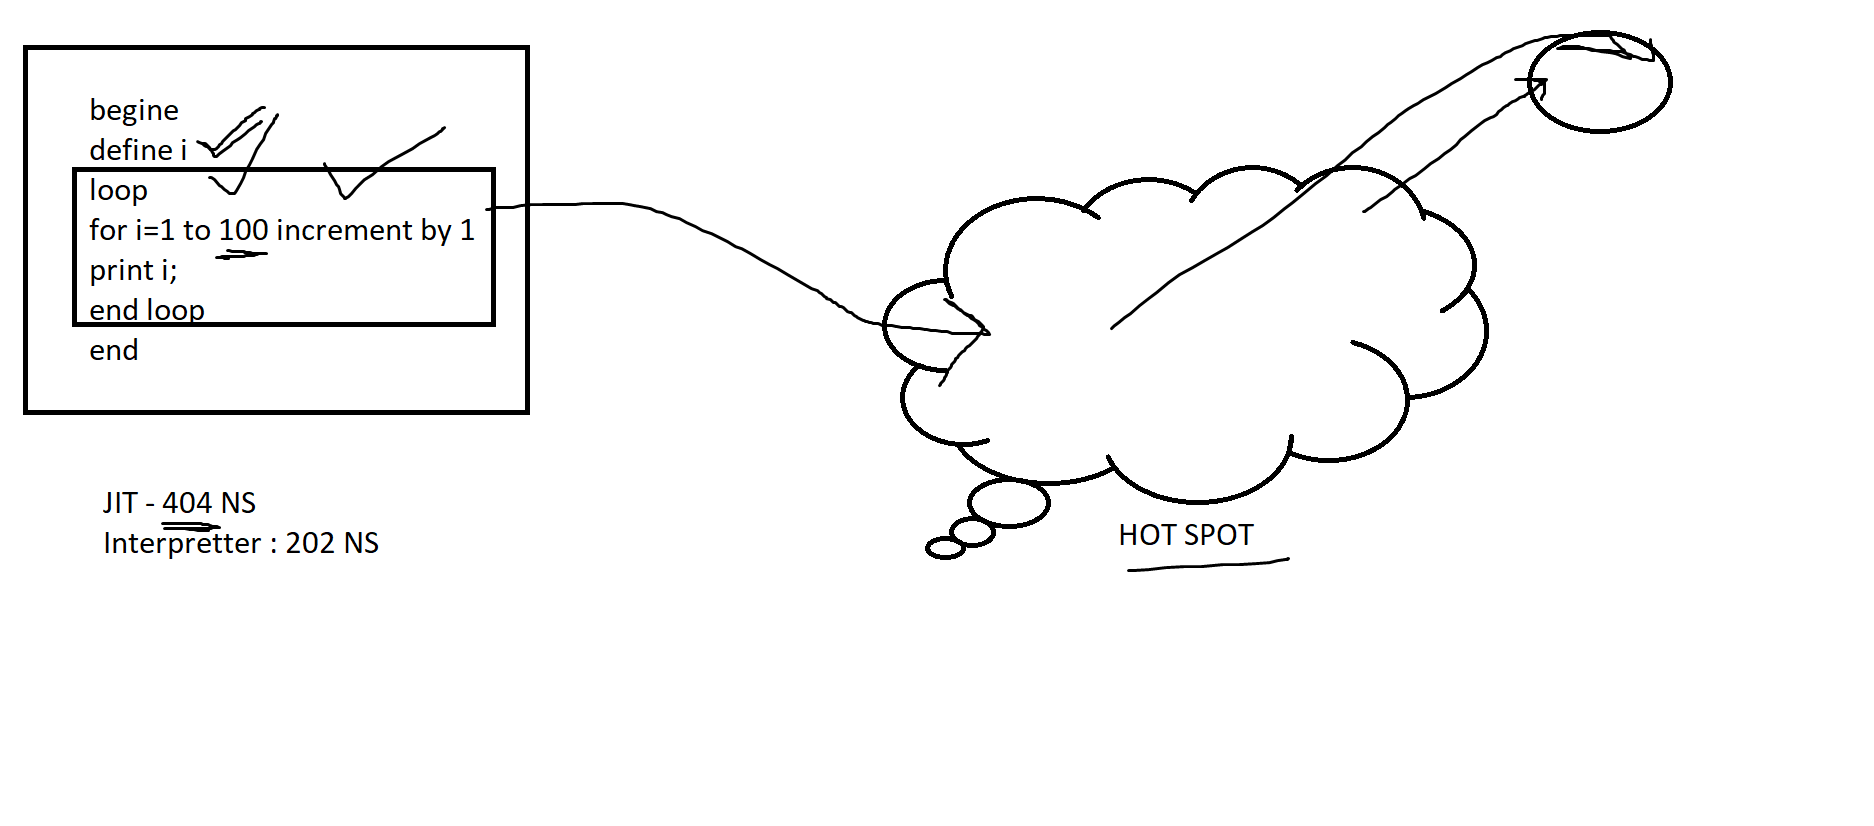 begine
define i
loop
for i=1 to 100 increment by 1
print i;
end loop
end
JIT - 404 NS
Interpretter : 202 NS
HOT SPOT